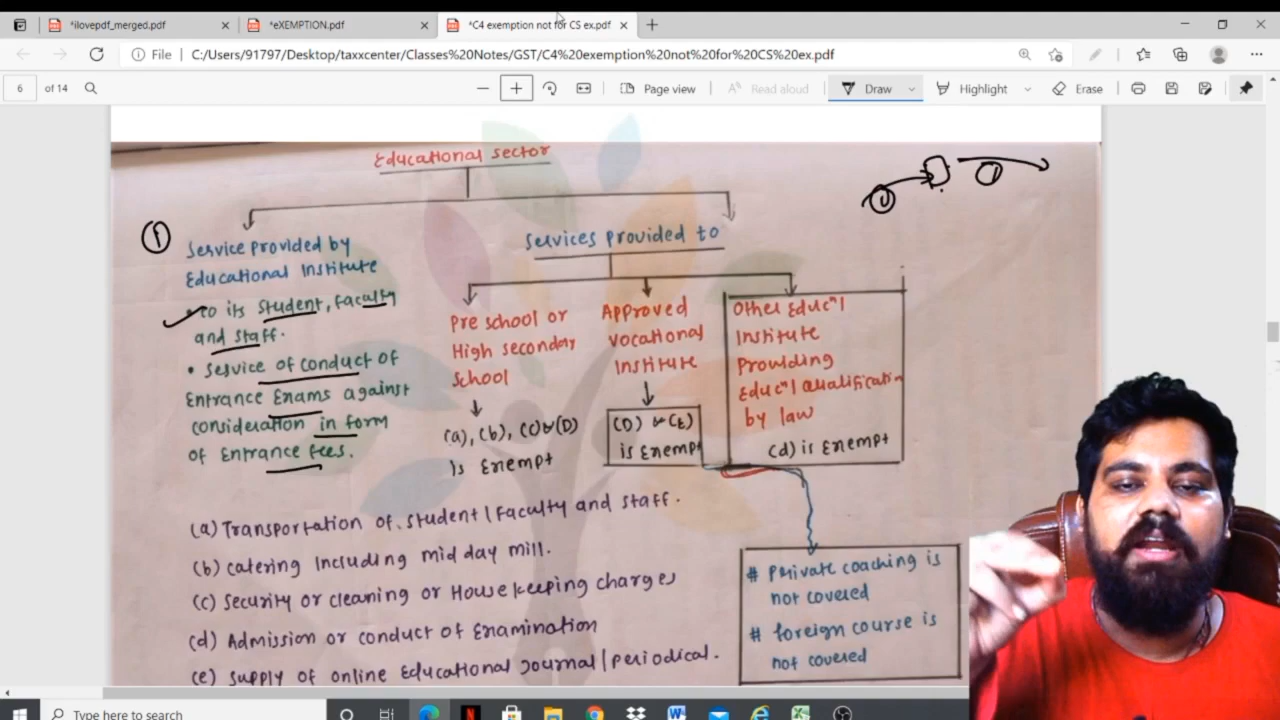 *ilovepdf_merged.pdf
*eXEMPTION.pdf
*C4 exemption not for CS ex.pdf
File
C:/Users/91797/Desktop/taxxcenter/Classes%20Notes/GST/C4%20exemption%20not%20for%20CS%20ex.pdf
6 of 14
Page view
Read aloud
Draw
Highlight
Erase
Educational sector
①
Service provided by
Educational Institute
• to its student, faculty
and staff.
• Service of conduct of
Entrance Exams against
consideration in form
of Entrance fees.
Services provided to
Pre school or
High secondary
School
(a), (b), (c) & (D)
is Exempt
Approved
vocational
Institute
(D) & (E)
is Exempt
Other Educ"l
Institute
Providing
Educ"l Qualification
by law
(d) is Exempt
(a) Transportation of student / faculty and staff.
(b) catering Including mid day mill.
(c) Security or cleaning or House keeping charges
(d) Admission or conduct of Examination
(e) Supply of online Educational Journal / periodical.
# Private coaching is
not covered
# foreign course is
not covered
Type here to search